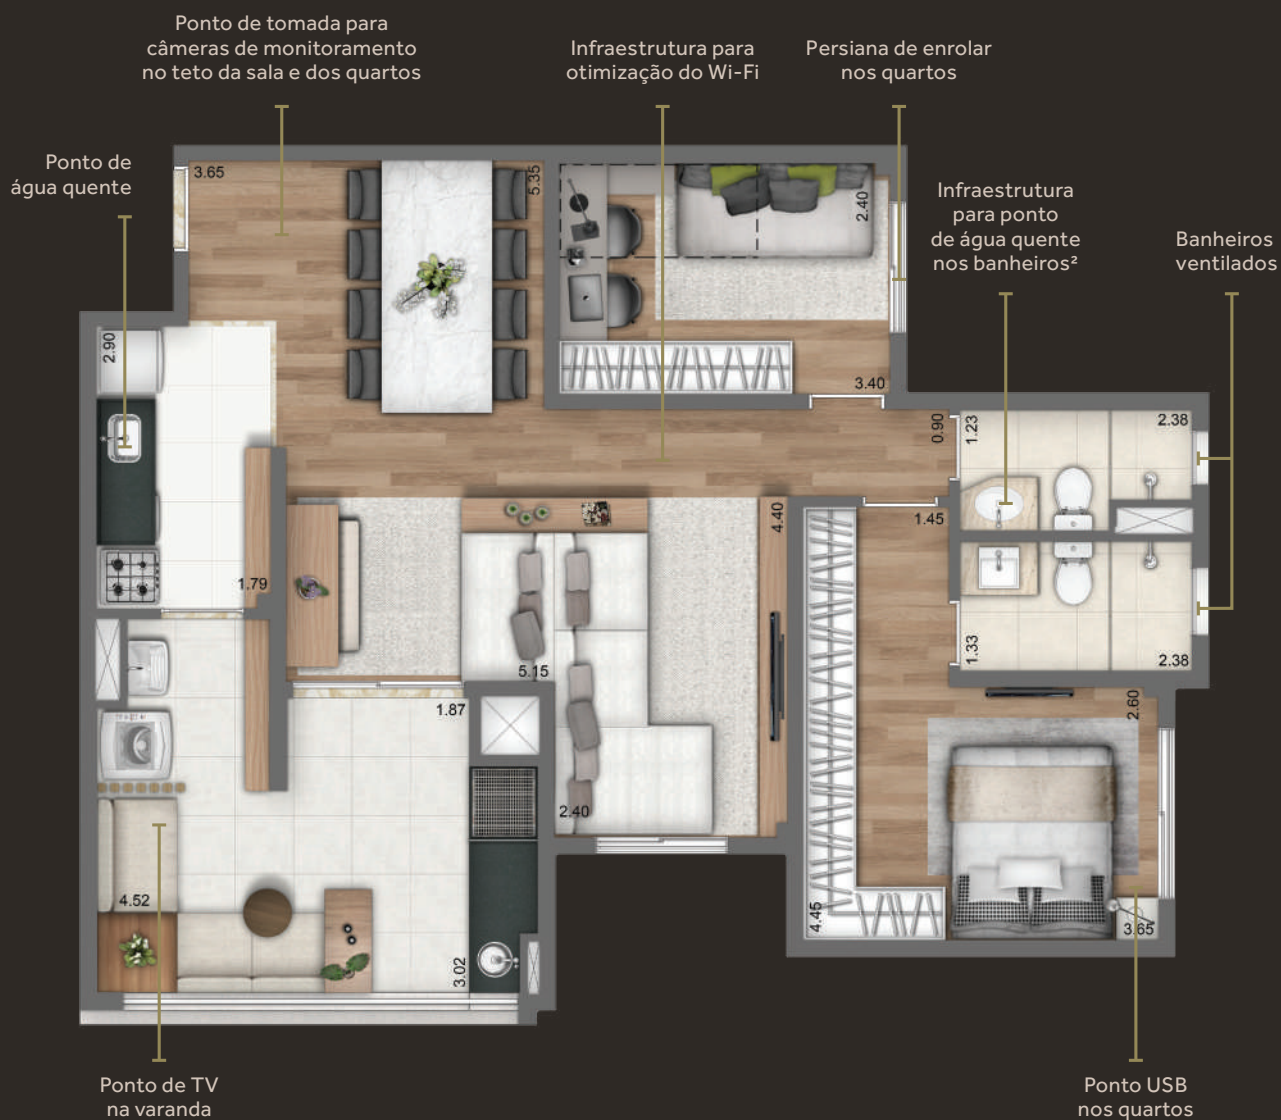 Ponto de tomada para
câmeras de monitoramento
no teto da sala e dos quartos
Infraestrutura para
otimização do Wi-Fi
Persiana de enrolar
nos quartos
Ponto de
água quente
Infraestrutura
para ponto
de água quente
nos banheiros²
Banheiros
ventilados
3.65
5.35
2.40
2.90
3.40
0.90
1.23
2.38
1.79
4.40
1.45
5.15
1.33
2.38
1.87
2.60
2.40
4.52
4.45
3.65
3.02
Ponto de TV
na varanda
Ponto USB
nos quartos